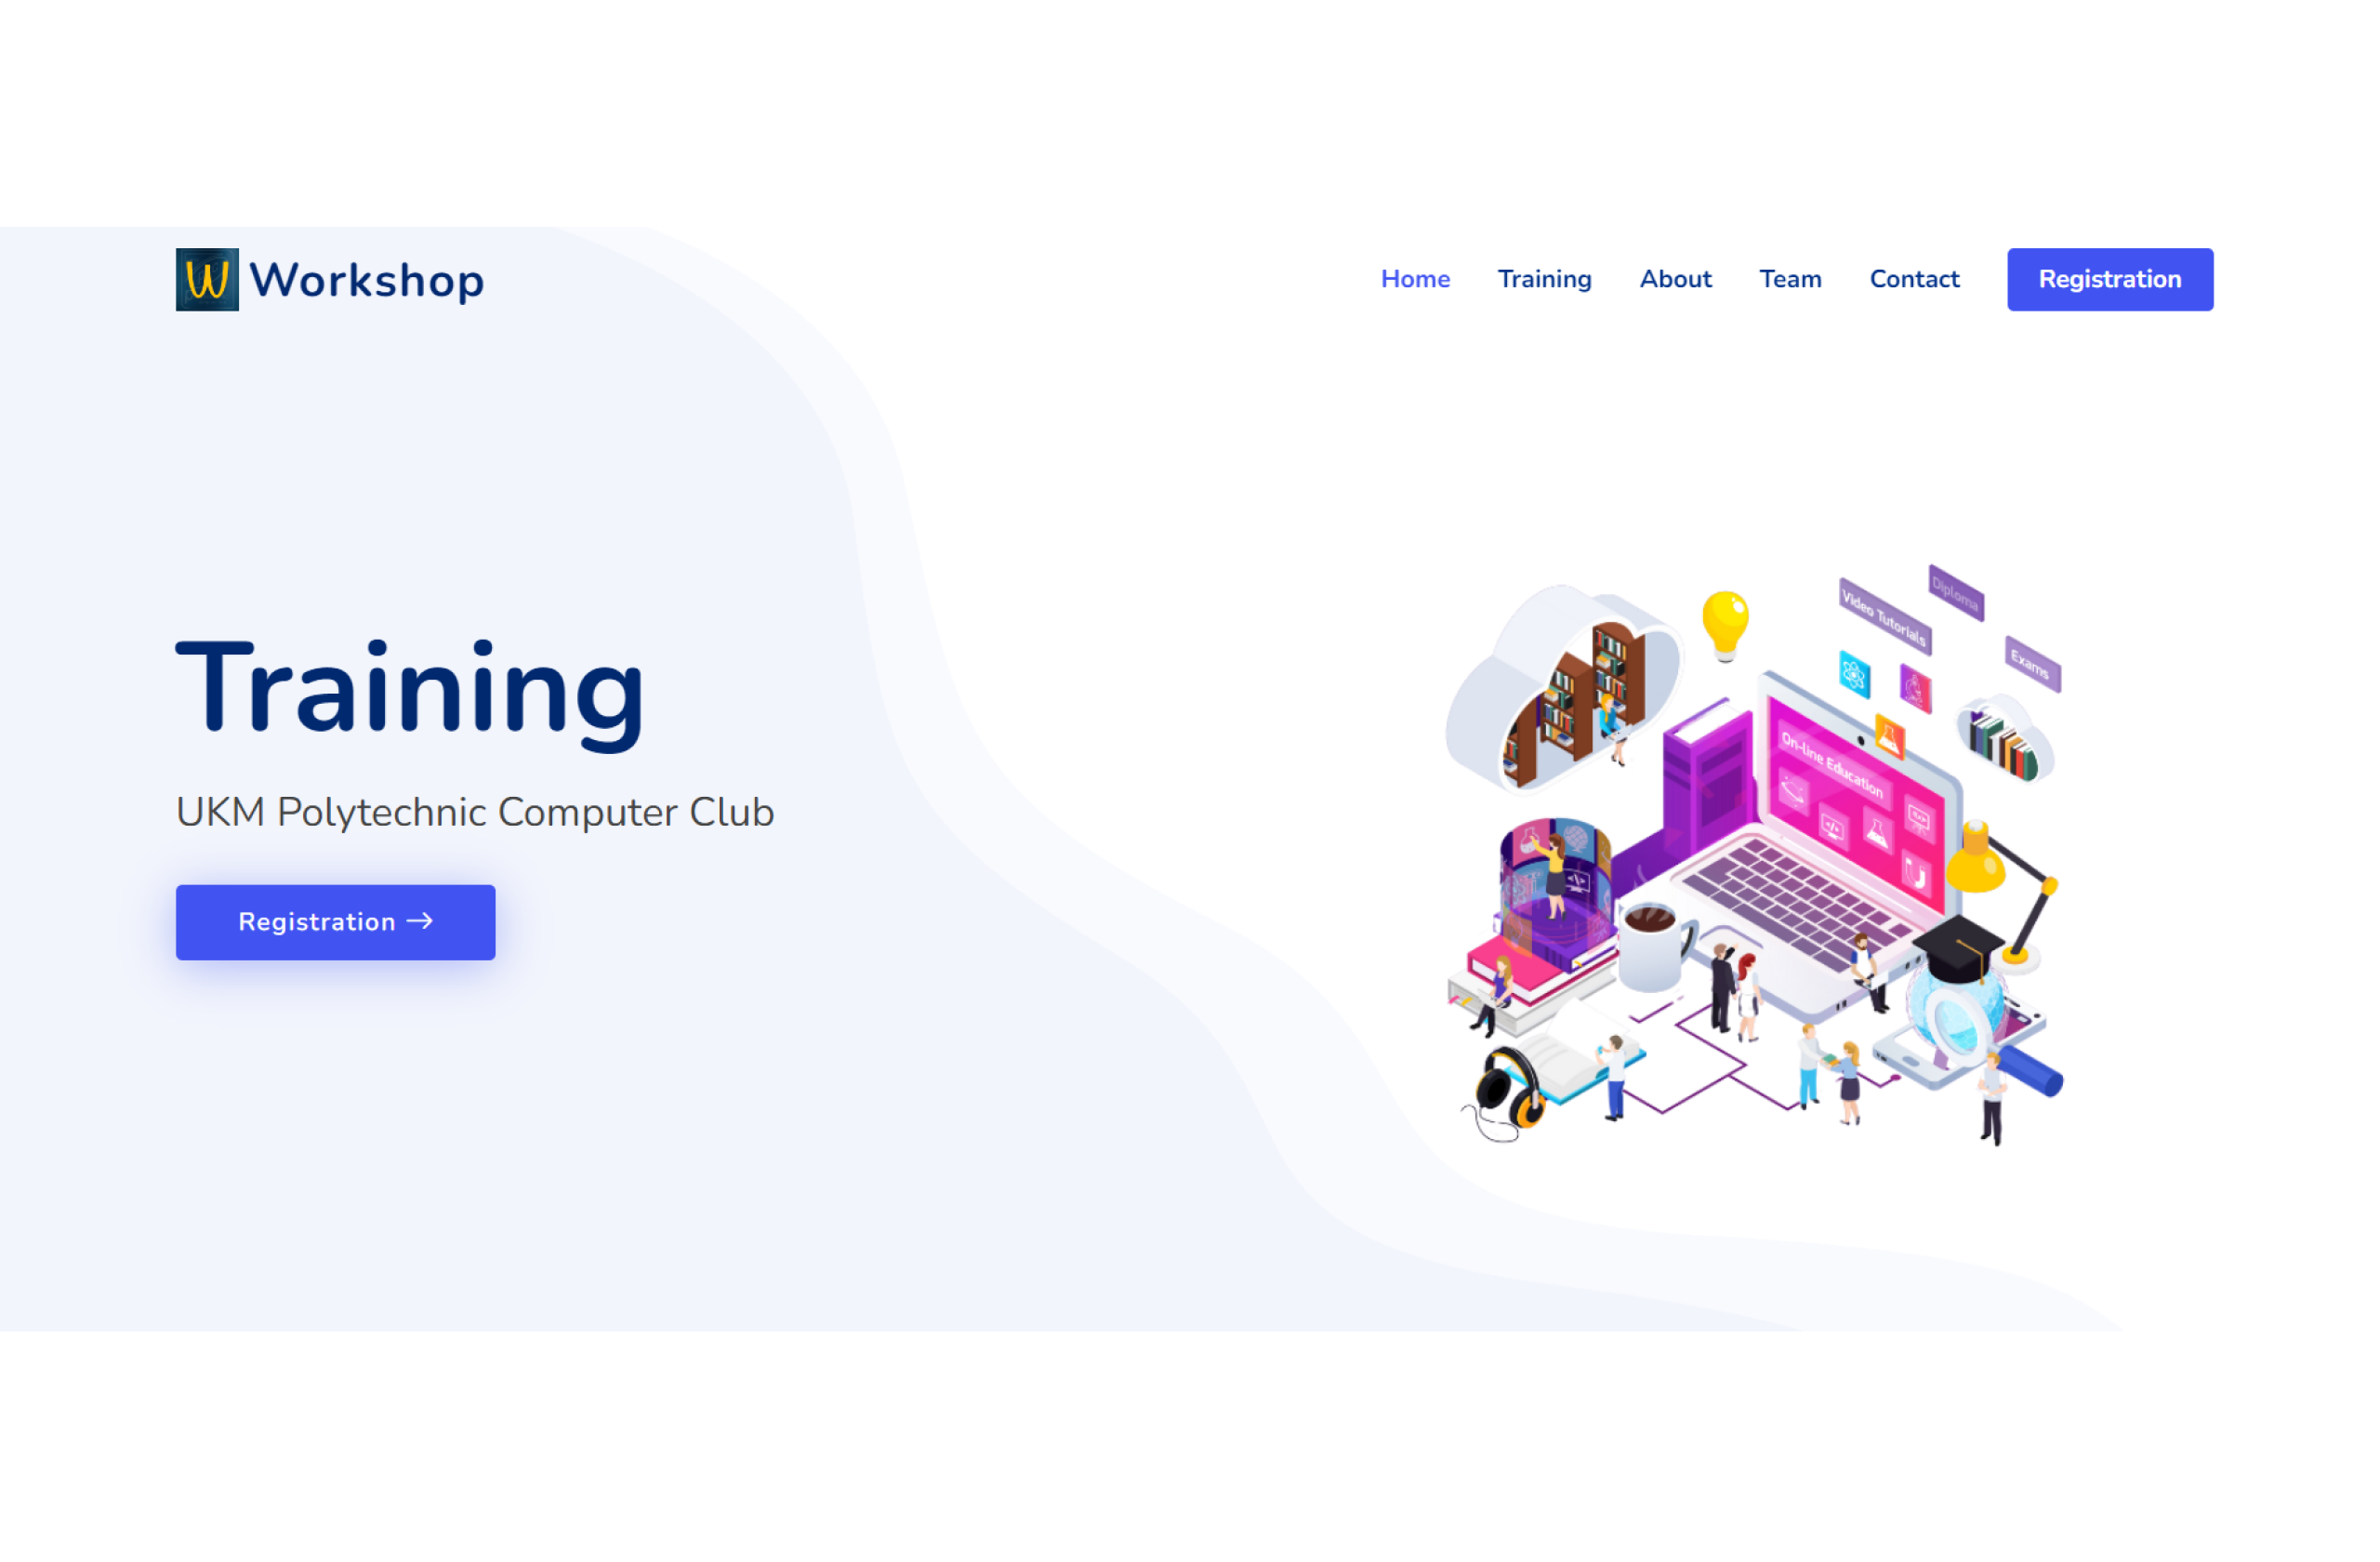 W Workshop
Home Training About Team Contact Registration
Training
UKM Polytechnic Computer Club
Registration →
Diploma
Video Tutorials
Exams
On-line Education